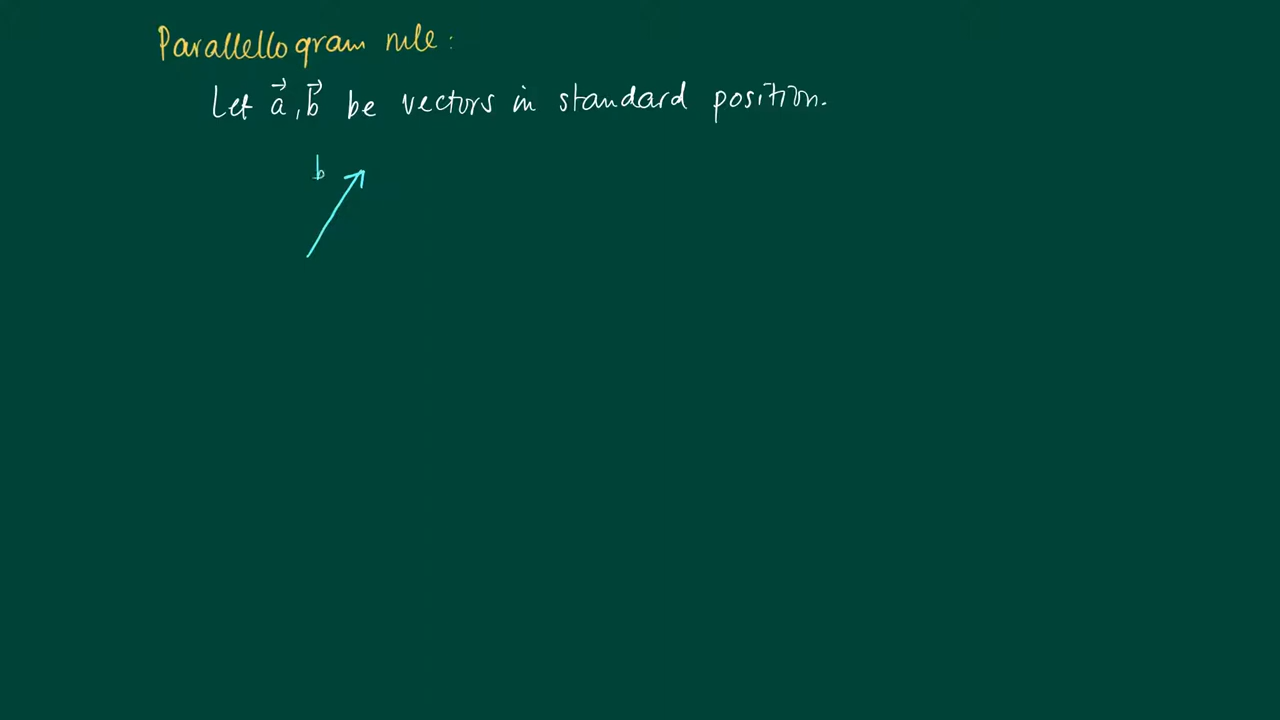 Parallellogram rule:
Let a⃗, b⃗ be vectors in standard position.
b